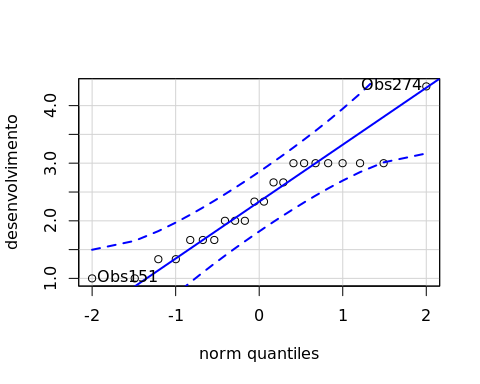 desenvolvimento
4.0
3.0
2.0
1.0
Obs274
Obs151
-2 -1 0 1 2
norm quantiles